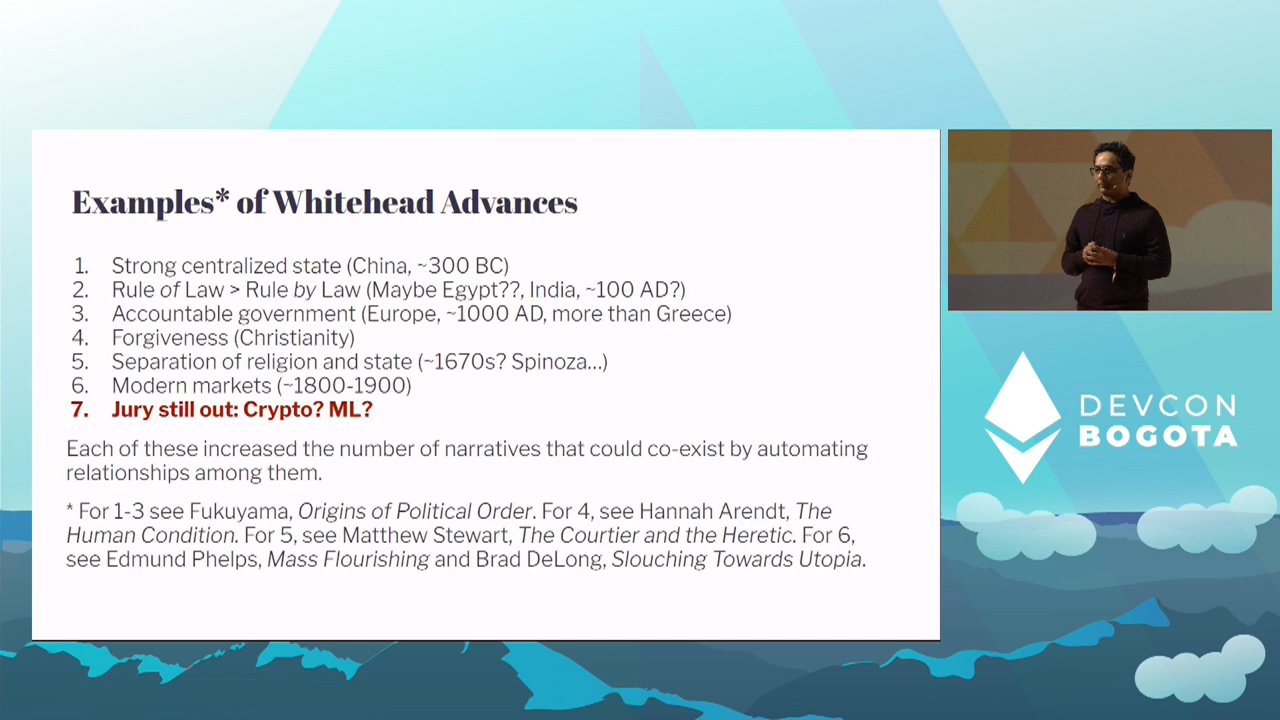 Examples* of Whitehead Advances
1. Strong centralized state (China, ~300 BC)
2. Rule of Law > Rule by Law (Maybe Egypt??, India, ~100 AD?)
3. Accountable government (Europe, ~1000 AD, more than Greece)
4. Forgiveness (Christianity)
5. Separation of religion and state (~1670s? Spinoza...)
6. Modern markets (~1800-1900)
7. Jury still out: Crypto? ML?
Each of these increased the number of narratives that could co-exist by automating
relationships among them.
* For 1-3 see Fukuyama, Origins of Political Order. For 4, see Hannah Arendt, The
Human Condition. For 5, see Matthew Stewart, The Courtier and the Heretic. For 6,
see Edmund Phelps, Mass Flourishing and Brad DeLong, Slouching Towards Utopia.
DEVCON
BOGOTA